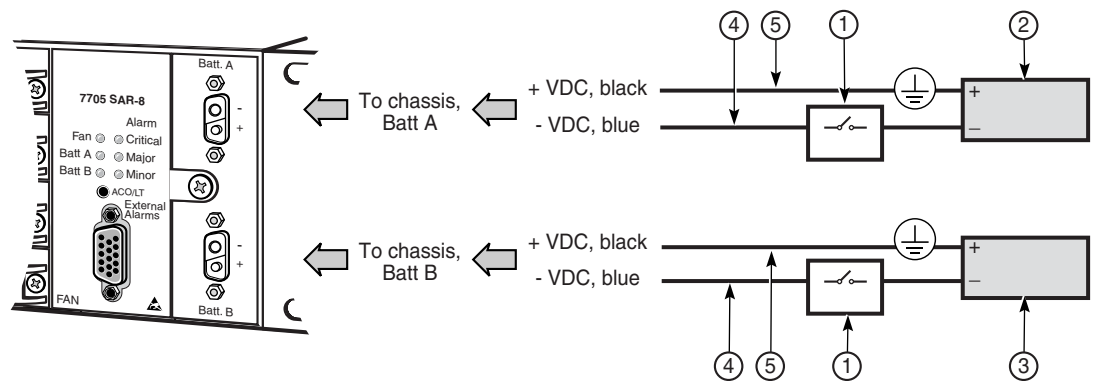 Batt. A
7705 SAR-8
Alarm
Fan Critical
Batt A Major
Batt B Minor
ACO/LT
External
Alarms
FAN
-
+
-
+
Batt. B
To chassis,
Batt A
+ VDC, black
- VDC, blue
4
5
1
2
+
–
To chassis,
Batt B
+ VDC, black
- VDC, blue
+
–
4
5
1
3